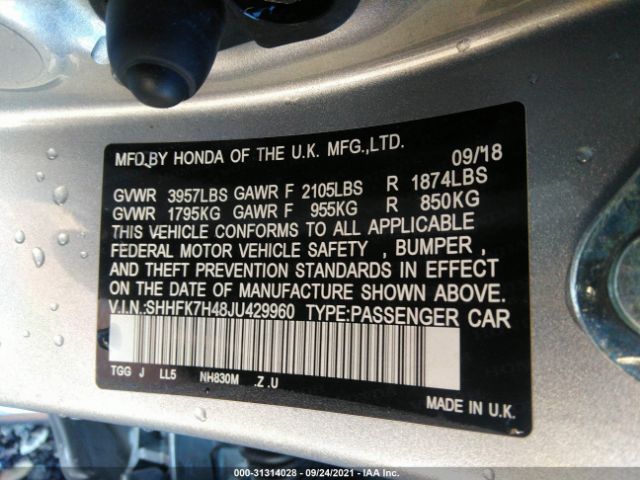 MFD.BY HONDA OF THE U.K. MFG.,LTD.
09/'18
GVWR 3957LBS GAWR F 2105LBS R 1874LBS
GVWR 1795KG GAWR F 955KG R 850KG
THIS VEHICLE CONFORMS TO ALL APPLICABLE
FEDERAL MOTOR VEHICLE SAFETY , BUMPER ,
AND THEFT PREVENTION STANDARDS IN EFFECT
ON THE DATE OF MANUFACTURE SHOWN ABOVE.
V.I.N.:SHHFK7H48JU429960 TYPE:PASSENGER CAR
TGG J LL5 NH830M .Z .U
MADE IN U.K.
000-31314028 - 09/24/2021 - IAA Inc.